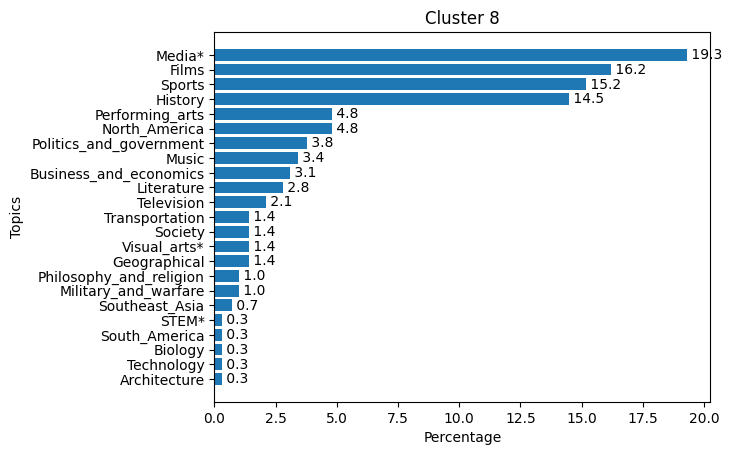 Cluster 8
Topics
Media* 19.3
Films 16.2
Sports 15.2
History 14.5
Performing_arts 4.8
North_America 4.8
Politics_and_government 3.8
Music 3.4
Business_and_economics 3.1
Literature 2.8
Television 2.1
Transportation 1.4
Society 1.4
Visual_arts* 1.4
Geographical 1.4
Philosophy_and_religion 1.0
Military_and_warfare 1.0
Southeast_Asia 0.7
STEM* 0.3
South_America 0.3
Biology 0.3
Technology 0.3
Architecture 0.3
0.0 2.5 5.0 7.5 10.0 12.5 15.0 17.5 20.0
Percentage